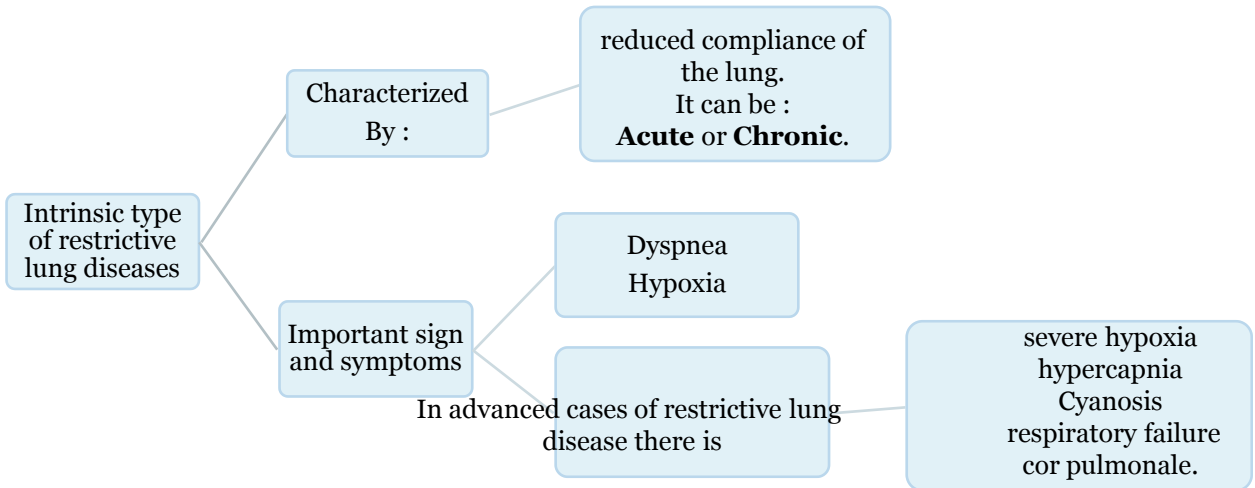 Intrinsic type
of restrictive
lung diseases
Characterized
By :
reduced compliance of
the lung.
It can be :
Acute or Chronic.
Important sign
and symptoms
Dyspnea
Hypoxia
In advanced cases of restrictive lung
disease there is
severe hypoxia
hypercapnia
Cyanosis
respiratory failure
cor pulmonale.